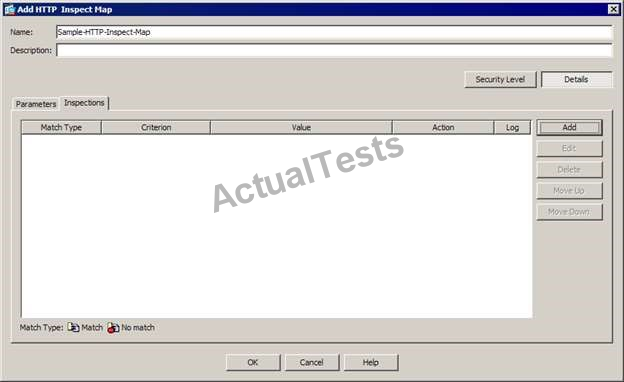 Add HTTP Inspect Map
Name: Sample-HTTP-Inspect-Map
Description:
Security Level Details
Parameters Inspections
Match Type Criterion Value Action Log
Add
Edit
Delete
Move Up
Move Down
ActualTests
Match Type: Match No match
OK Cancel Help